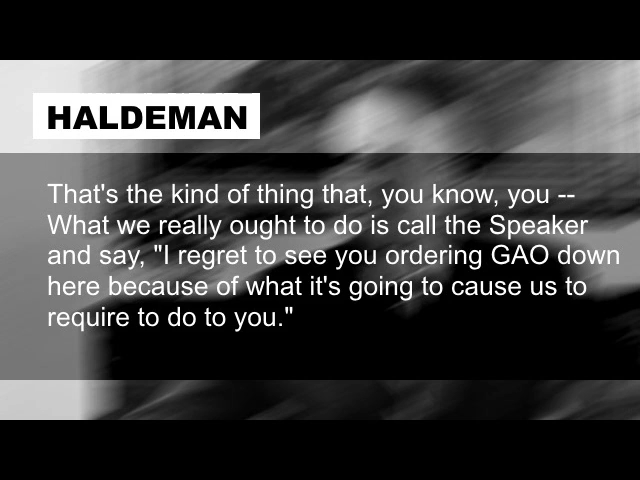 HALDEMAN
That's the kind of thing that, you know, you --
What we really ought to do is call the Speaker
and say, "I regret to see you ordering GAO down
here because of what it's going to cause us to
require to do to you."